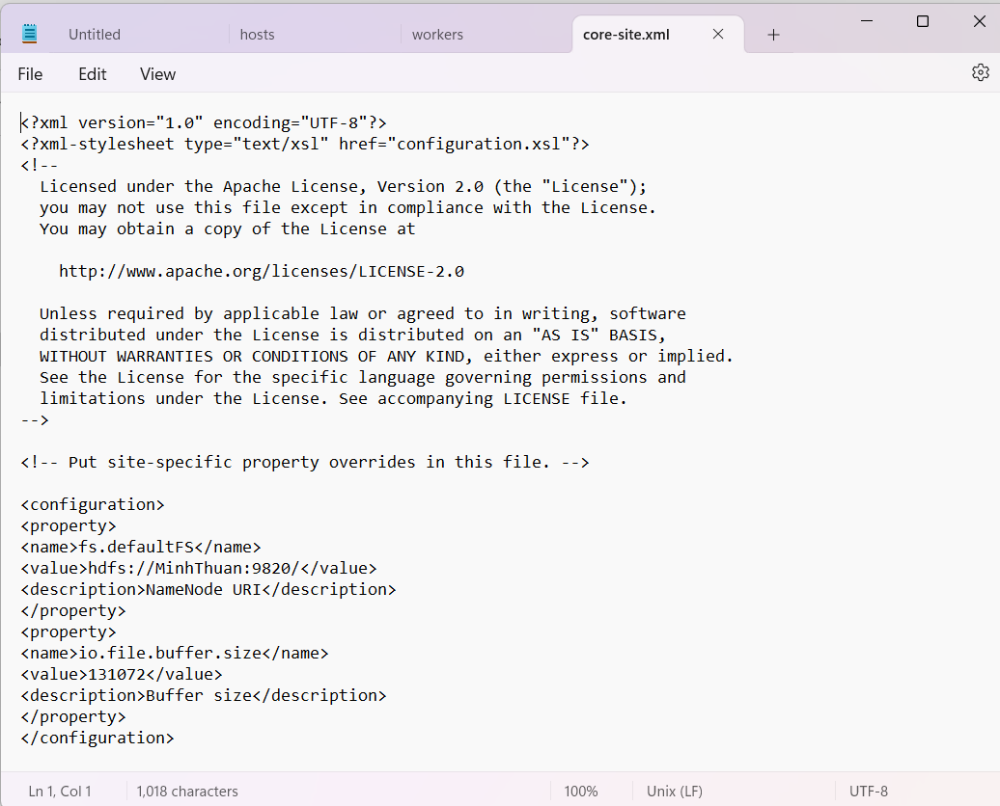 Untitled
hosts
workers
core-site.xml
File
Edit
View
<?xml version="1.0" encoding="UTF-8"?>
<?xml-stylesheet type="text/xsl" href="configuration.xsl"?>
<!--
  Licensed under the Apache License, Version 2.0 (the "License");
  you may not use this file except in compliance with the License.
  You may obtain a copy of the License at

    http://www.apache.org/licenses/LICENSE-2.0

  Unless required by applicable law or agreed to in writing, software
  distributed under the License is distributed on an "AS IS" BASIS,
  WITHOUT WARRANTIES OR CONDITIONS OF ANY KIND, either express or implied.
  See the License for the specific language governing permissions and
  limitations under the License. See accompanying LICENSE file.
-->

<!-- Put site-specific property overrides in this file. -->

<configuration>
<property>
<name>fs.defaultFS</name>
<value>hdfs://MinhThuan:9820/</value>
<description>NameNode URI</description>
</property>
<property>
<name>io.file.buffer.size</name>
<value>131072</value>
<description>Buffer size</description>
</property>
</configuration>
Ln 1, Col 1
1,018 characters
100%
Unix (LF)
UTF-8